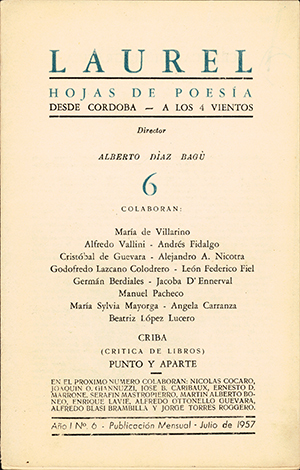 LAUREL
HOJAS DE POESÍA
DESDE CORDOBA — A LOS 4 VIENTOS
Director
ALBERTO DÌAZ BAGÙ
6
COLABORAN:
María de Villarino
Alfredo Vallini - Andrés Fidalgo
Cristóbal de Guevara - Alejandro A. Nicotra
Godofredo Lazcano Colodrero - León Federico Fiel
Germán Berdiales - Jacoba D'Ennerval
Manuel Pacheco
María Sylvia Mayorga - Angela Carranza
Beatriz López Lucero
CRIBA
(CRITICA DE LIBROS)
PUNTO Y APARTE
EN EL PROXIMO NUMERO COLABORAN: NICOLAS COCARO,
JOAQUIN O. GIANNUZZI, JOSE B. CARIBAUX, ERNESTO D.
MARRONE, SERAFIN MASTROPIERRO, MARTIN ALBERTO BO-
NEO, ENRIQUE LAVIE, ALFREDO OTTONELLO GUEVARA,
ALFREDO BLASI BRAMBILLA Y JORGE TORRES ROGGERO.
Año I Nº. 6 - Publicación Mensual - Julio de 1957